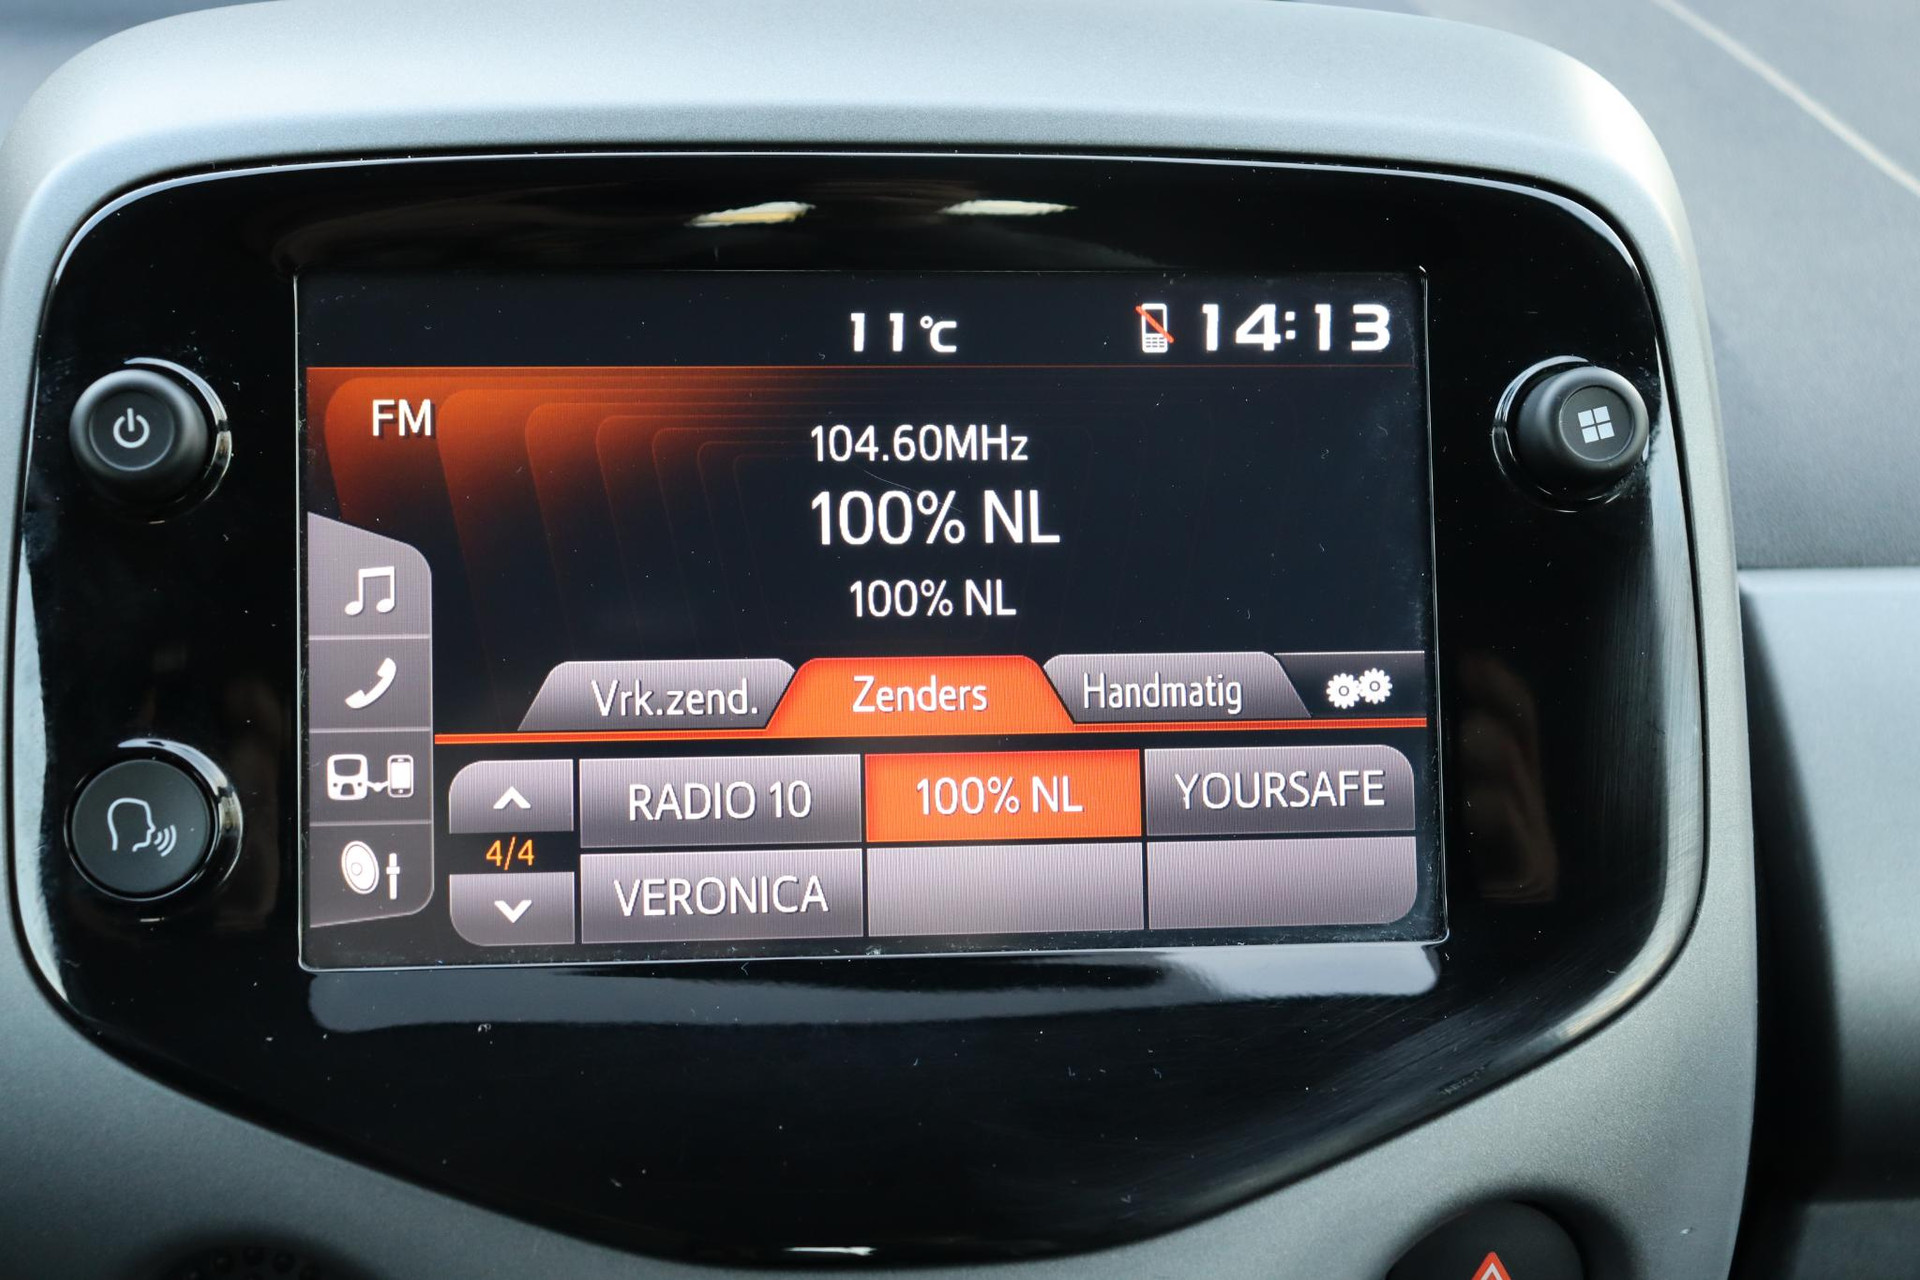 11°C 14:13
FM
104.60MHz
100% NL
100% NL
Vrk.zend. Zenders Handmatig
RADIO 10 100% NL YOURSAFE
4/4
VERONICA